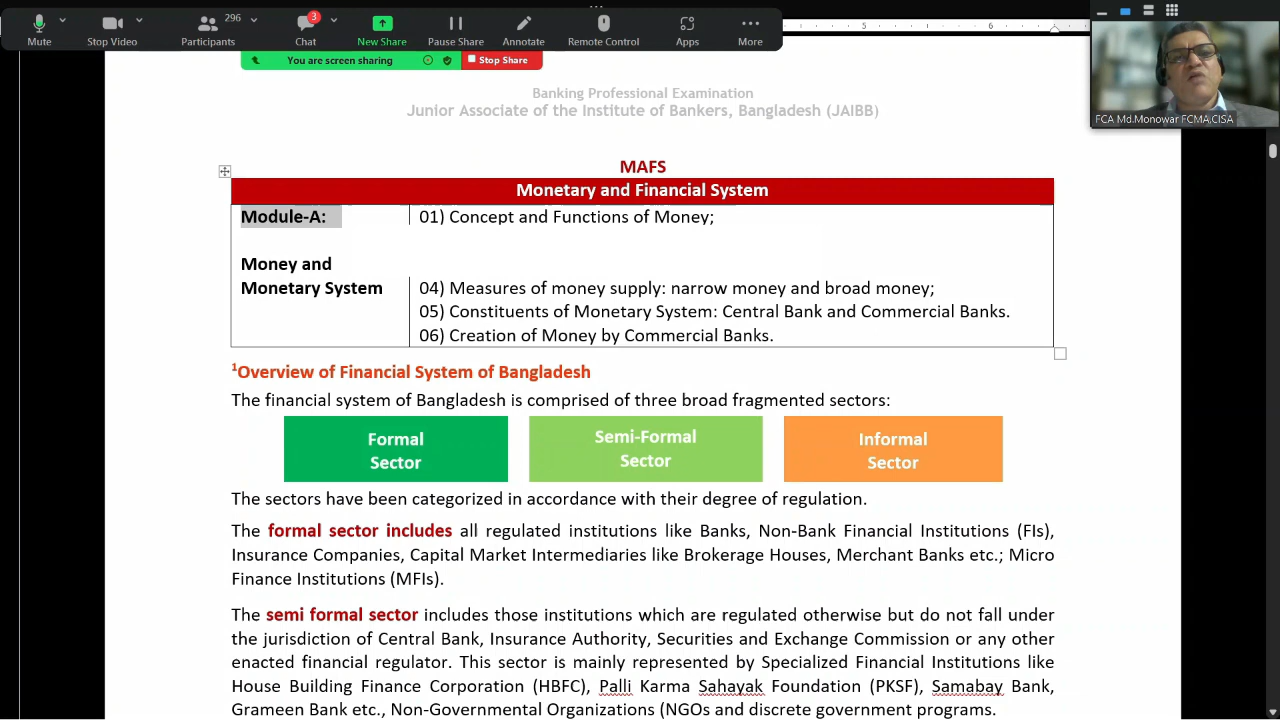 Mute
Stop Video
Participants
296
Chat
3
New Share
Pause Share
Annotate
Remote Control
Apps
More
5
6
You are screen sharing
Stop Share
FCA Md.Monowar FCMA,CISA
Banking Professional Examination
Junior Associate of the Institute of Bankers, Bangladesh (JAIBB)
MAFS
Monetary and Financial System
Module-A:
01) Concept and Functions of Money;
Money and
Monetary System
04) Measures of money supply: narrow money and broad money;
05) Constituents of Monetary System: Central Bank and Commercial Banks.
06) Creation of Money by Commercial Banks.
1Overview of Financial System of Bangladesh
The financial system of Bangladesh is comprised of three broad fragmented sectors:
Formal
Sector
Semi-Formal
Sector
Informal
Sector
The sectors have been categorized in accordance with their degree of regulation.
The formal sector includes all regulated institutions like Banks, Non-Bank Financial Institutions (FIs),
Insurance Companies, Capital Market Intermediaries like Brokerage Houses, Merchant Banks etc.; Micro
Finance Institutions (MFIs).
The semi formal sector includes those institutions which are regulated otherwise but do not fall under
the jurisdiction of Central Bank, Insurance Authority, Securities and Exchange Commission or any other
enacted financial regulator. This sector is mainly represented by Specialized Financial Institutions like
House Building Finance Corporation (HBFC), Palli Karma Sahayak Foundation (PKSF), Samabay Bank,
Grameen Bank etc., Non-Governmental Organizations (NGOs and discrete government programs.